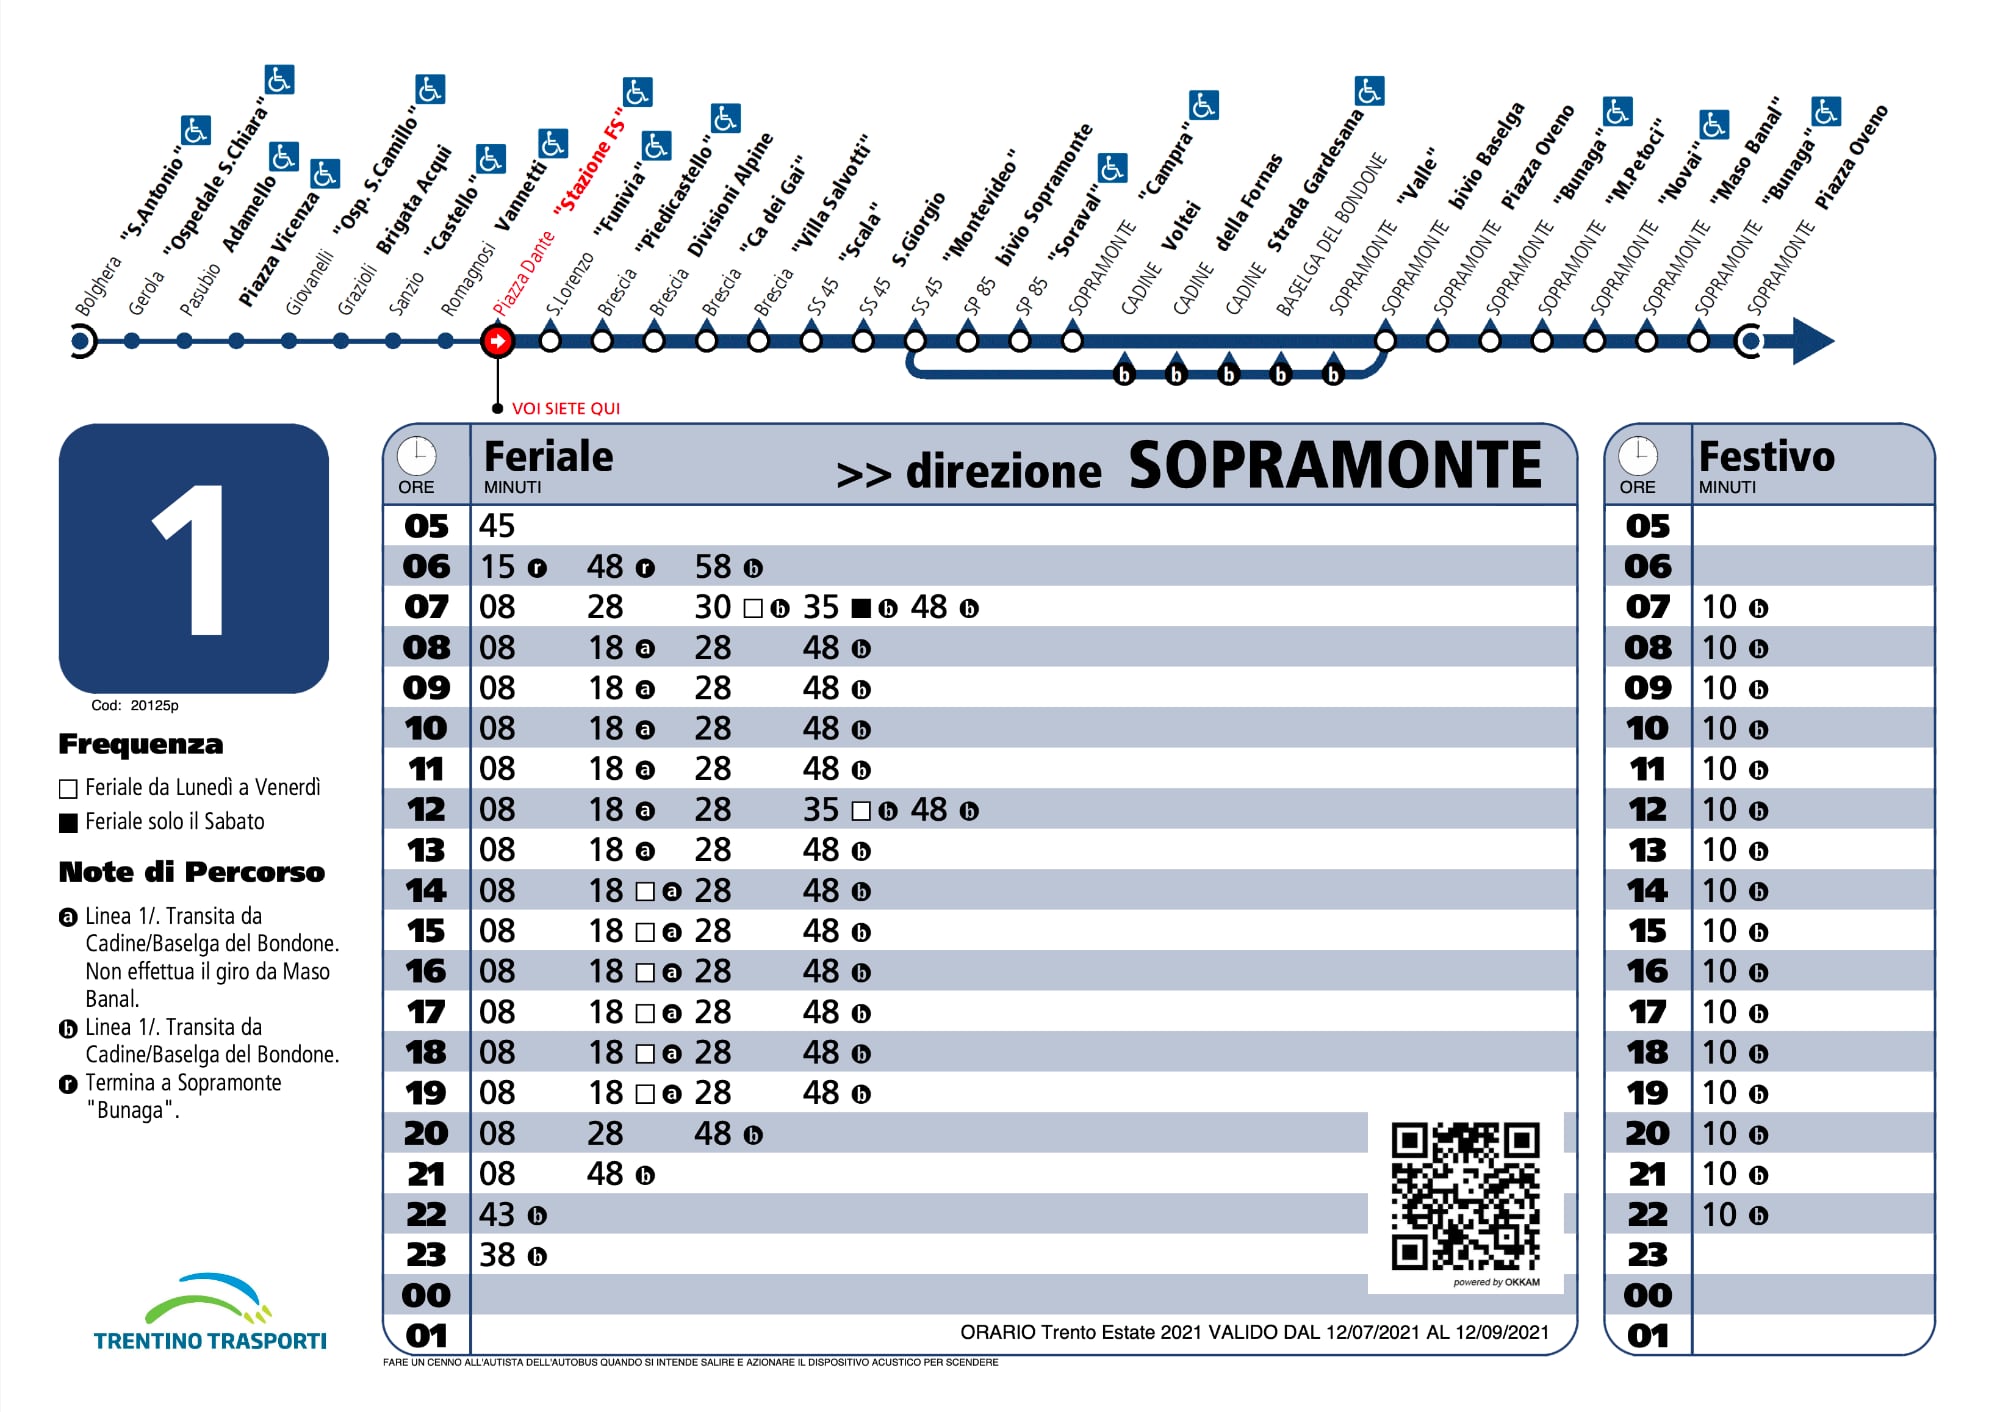 Bolghera "S.Antonio"
Gerola "Ospedale S.Chiara"
Pasubio Adamello
Piazza Vicenza
Giovanelli "Osp. S.Camillo"
Grazioli Brigata Acqui
Sanzio "Castello"
Romagnosi Vannetti
Piazza Dante "Stazione FS"
S.Lorenzo "Funivia"
Brescia "Piedicastello"
Brescia Divisioni Alpine
Brescia "Ca dei Gai"
Brescia "Villa Salvotti"
SS 45 "Scala"
SS 45 S.Giorgio
SS 45 "Montevideo"
SP 85 bivio Sopramonte
SP 85 "Soraval"
SOPRAMONTE "Campra"
CADINE Voltei
CADINE della Fornas
CADINE Strada Gardesana
BASELGA DEL BONDONE
SOPRAMONTE "Valle"
SOPRAMONTE bivio Baselga
SOPRAMONTE Piazza Oveno
SOPRAMONTE "Bunaga"
SOPRAMONTE "M.Petoci"
SOPRAMONTE "Novai"
SOPRAMONTE "Maso Banal"
SOPRAMONTE "Bunaga"
SOPRAMONTE Piazza Oveno
b b b b b
VOI SIETE QUI
1
Cod: 20125p
Frequenza
□ Feriale da Lunedì a Venerdì
■ Feriale solo il Sabato
Note di Percorso
a Linea 1/. Transita da
Cadine/Baselga del Bondone.
Non effettua il giro da Maso
Banal.
b Linea 1/. Transita da
Cadine/Baselga del Bondone.
r Termina a Sopramonte
"Bunaga".
TRENTINO TRASPORTI
ORE Feriale MINUTI >> direzione SOPRAMONTE
05 45
06 15 r 48 r 58 b
07 08 28 30 □ b 35 ■ b 48 b
08 08 18 a 28 48 b
09 08 18 a 28 48 b
10 08 18 a 28 48 b
11 08 18 a 28 48 b
12 08 18 a 28 35 □ b 48 b
13 08 18 a 28 48 b
14 08 18 □ a 28 48 b
15 08 18 □ a 28 48 b
16 08 18 □ a 28 48 b
17 08 18 □ a 28 48 b
18 08 18 □ a 28 48 b
19 08 18 □ a 28 48 b
20 08 28 48 b
21 08 48 b
22 43 b
23 38 b
00
01
powered by OKKAM
ORARIO Trento Estate 2021 VALIDO DAL 12/07/2021 AL 12/09/2021
FARE UN CENNO ALL'AUTISTA DELL'AUTOBUS QUANDO SI INTENDE SALIRE E AZIONARE IL DISPOSITIVO ACUSTICO PER SCENDERE
ORE Festivo MINUTI
05
06
07 10 b
08 10 b
09 10 b
10 10 b
11 10 b
12 10 b
13 10 b
14 10 b
15 10 b
16 10 b
17 10 b
18 10 b
19 10 b
20 10 b
21 10 b
22 10 b
23
00
01